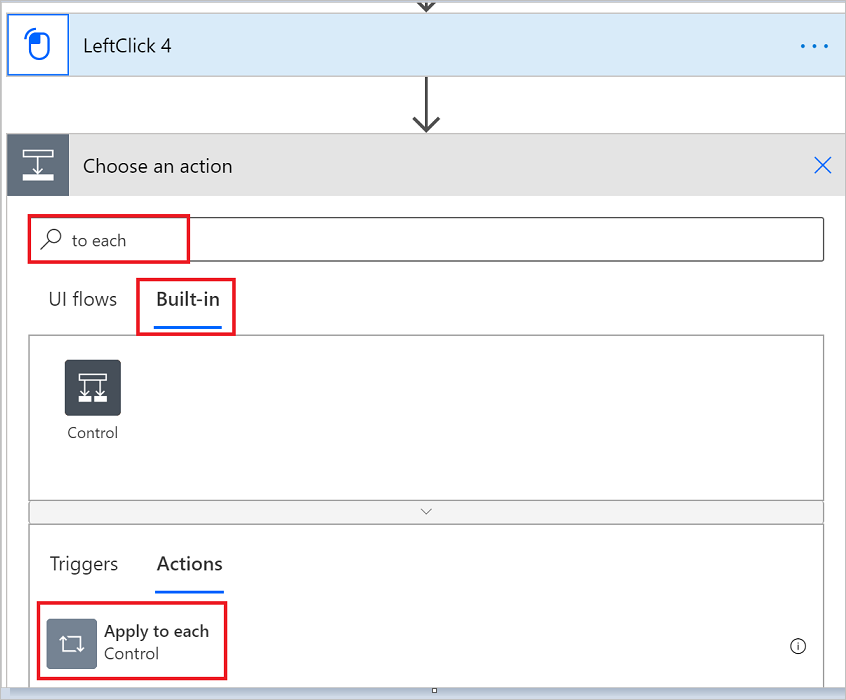 LeftClick 4
Choose an action
to each
UI flows Built-in
Control
Triggers Actions
Apply to each
Control